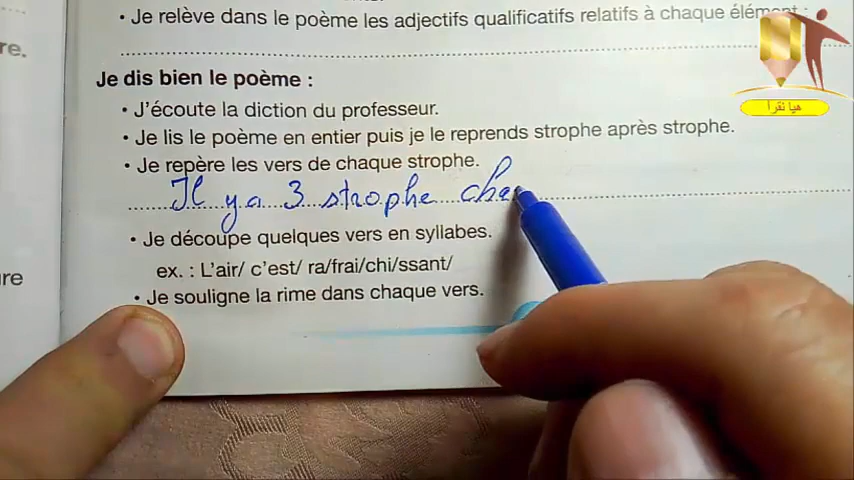 • Je relève dans le poème les adjectifs qualificatifs relatifs à chaque élément :
re.
Je dis bien le poème :
• J'écoute la diction du professeur.
• Je lis le poème en entier puis je le reprends strophe après strophe.
• Je repère les vers de chaque strophe.
Il y a 3 strophe cha
• Je découpe quelques vers en syllabes.
ex. : L'air/ c'est/ ra/frai/chi/ssant/
re
• Je souligne la rime dans chaque vers.
هيا نقرأ